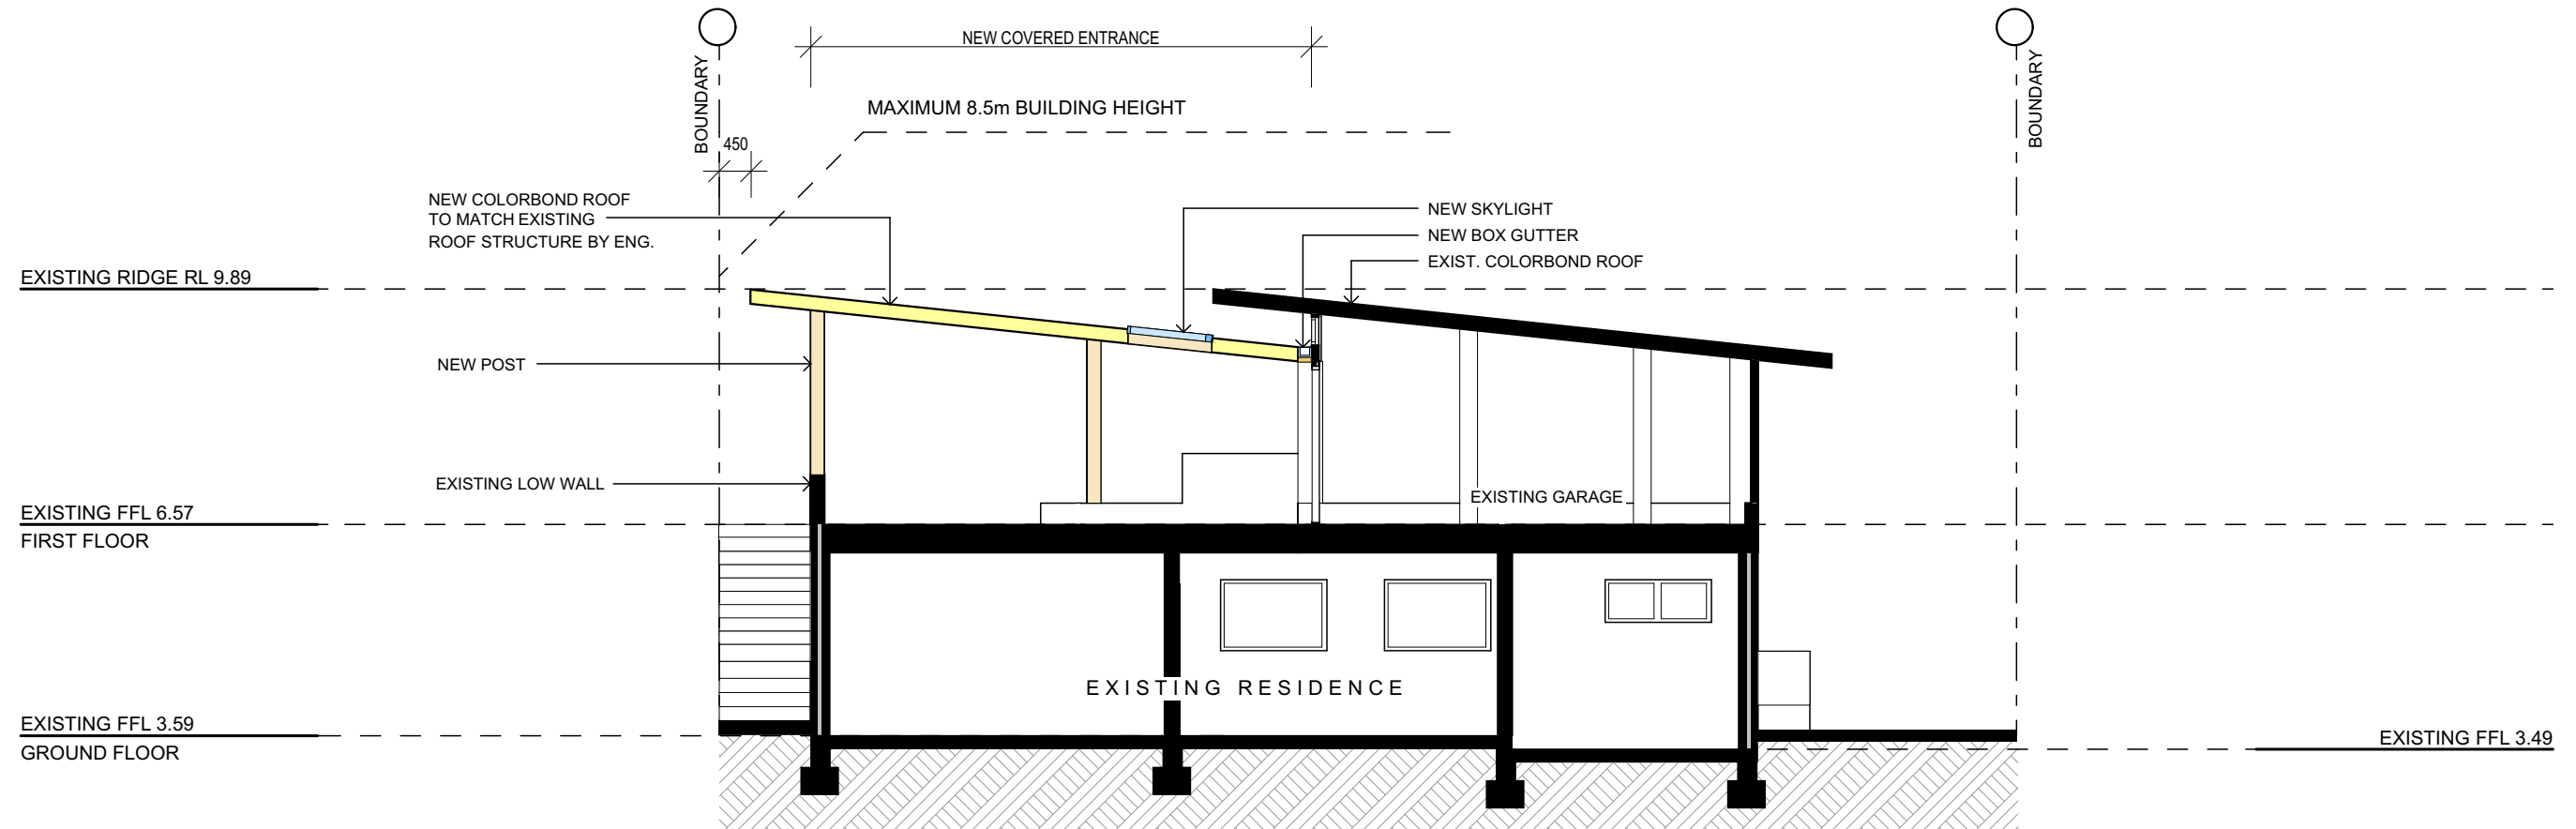 NEW COVERED ENTRANCE
BOUNDARY
BOUNDARY
MAXIMUM 8.5m BUILDING HEIGHT
450
NEW COLORBOND ROOF
TO MATCH EXISTING
ROOF STRUCTURE BY ENG.
NEW SKYLIGHT
NEW BOX GUTTER
EXIST. COLORBOND ROOF
EXISTING RIDGE RL 9.89
NEW POST
EXISTING LOW WALL
EXISTING GARAGE
EXISTING FFL 6.57
FIRST FLOOR
EXISTING RESIDENCE
EXISTING FFL 3.59
GROUND FLOOR
EXISTING FFL 3.49